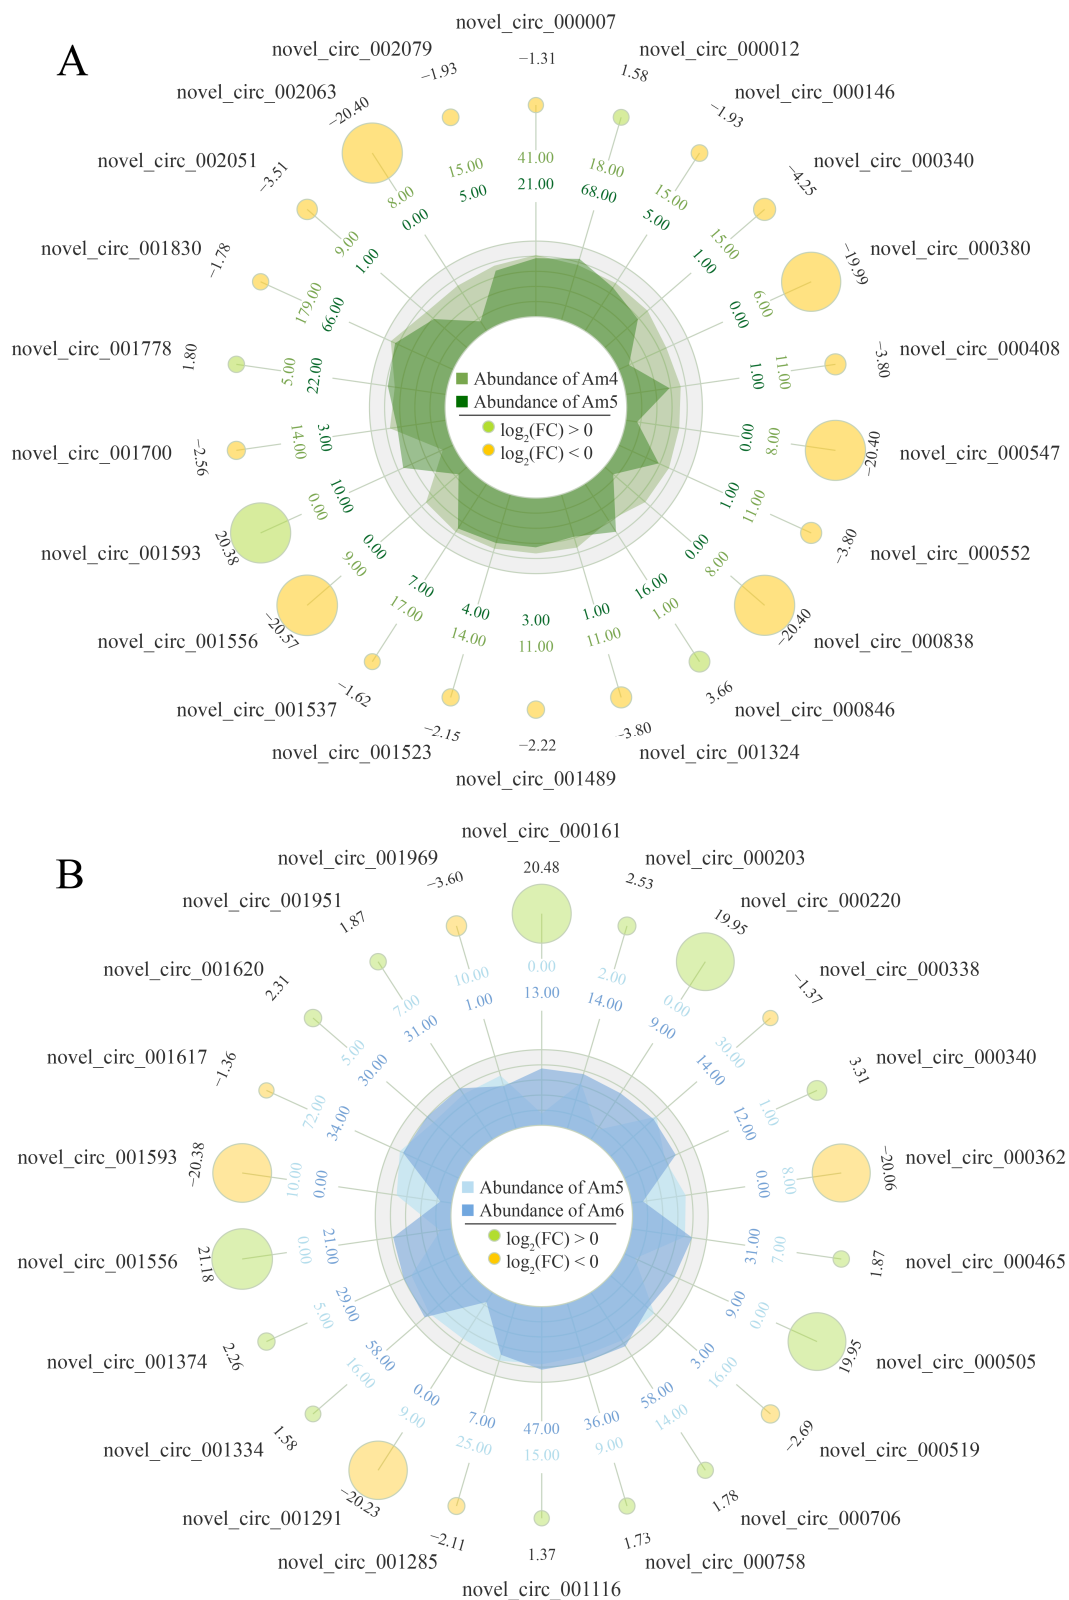 A
novel_circ_000007
−1.31
41.00
21.00
novel_circ_000012
1.58
18.00
68.00
novel_circ_000146
−1.93
15.00
5.00
novel_circ_000340
−4.25
15.00
1.00
novel_circ_000380
−19.99
6.00
0.00
novel_circ_000408
−3.80
11.00
1.00
novel_circ_000547
−20.40
8.00
0.00
novel_circ_000552
−3.80
11.00
1.00
novel_circ_000838
−20.40
8.00
0.00
novel_circ_000846
3.66
1.00
16.00
novel_circ_001324
−3.80
11.00
1.00
novel_circ_001489
−2.22
11.00
3.00
novel_circ_001523
−2.15
14.00
4.00
novel_circ_001537
−1.62
17.00
7.00
novel_circ_001556
−20.57
9.00
0.00
novel_circ_001593
20.38
0.00
10.00
novel_circ_001700
−2.56
14.00
3.00
novel_circ_001778
1.80
5.00
22.00
novel_circ_001830
−1.78
179.00
66.00
novel_circ_002051
−3.51
9.00
1.00
novel_circ_002063
−20.40
8.00
0.00
novel_circ_002079
−1.93
15.00
5.00
Abundance of Am4
Abundance of Am5
log2(FC) > 0
log2(FC) < 0
B
novel_circ_000161
20.48
0.00
13.00
novel_circ_000203
2.53
2.00
14.00
novel_circ_000220
19.95
0.00
9.00
novel_circ_000338
−1.37
30.00
14.00
novel_circ_000340
3.31
1.00
12.00
novel_circ_000362
−20.06
8.00
0.00
novel_circ_000465
1.87
7.00
31.00
novel_circ_000505
19.95
0.00
9.00
novel_circ_000519
−2.69
16.00
3.00
novel_circ_000706
1.78
14.00
58.00
novel_circ_000758
1.73
9.00
36.00
novel_circ_001116
1.37
15.00
47.00
novel_circ_001285
−2.11
25.00
7.00
novel_circ_001291
−20.23
9.00
0.00
novel_circ_001334
1.58
16.00
58.00
novel_circ_001374
2.26
5.00
29.00
novel_circ_001556
21.18
0.00
21.00
novel_circ_001593
−20.38
10.00
0.00
novel_circ_001617
−1.36
72.00
34.00
novel_circ_001620
2.31
5.00
30.00
novel_circ_001951
1.87
7.00
31.00
novel_circ_001969
−3.60
10.00
1.00
Abundance of Am5
Abundance of Am6
log2(FC) > 0
log2(FC) < 0